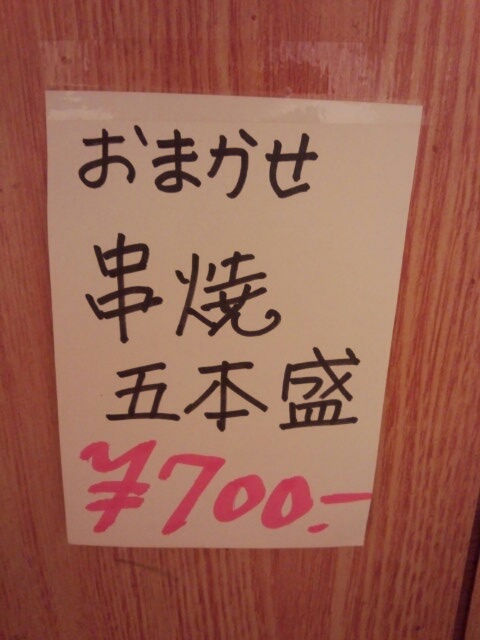 おまかせ
串焼
五本盛
¥700.-